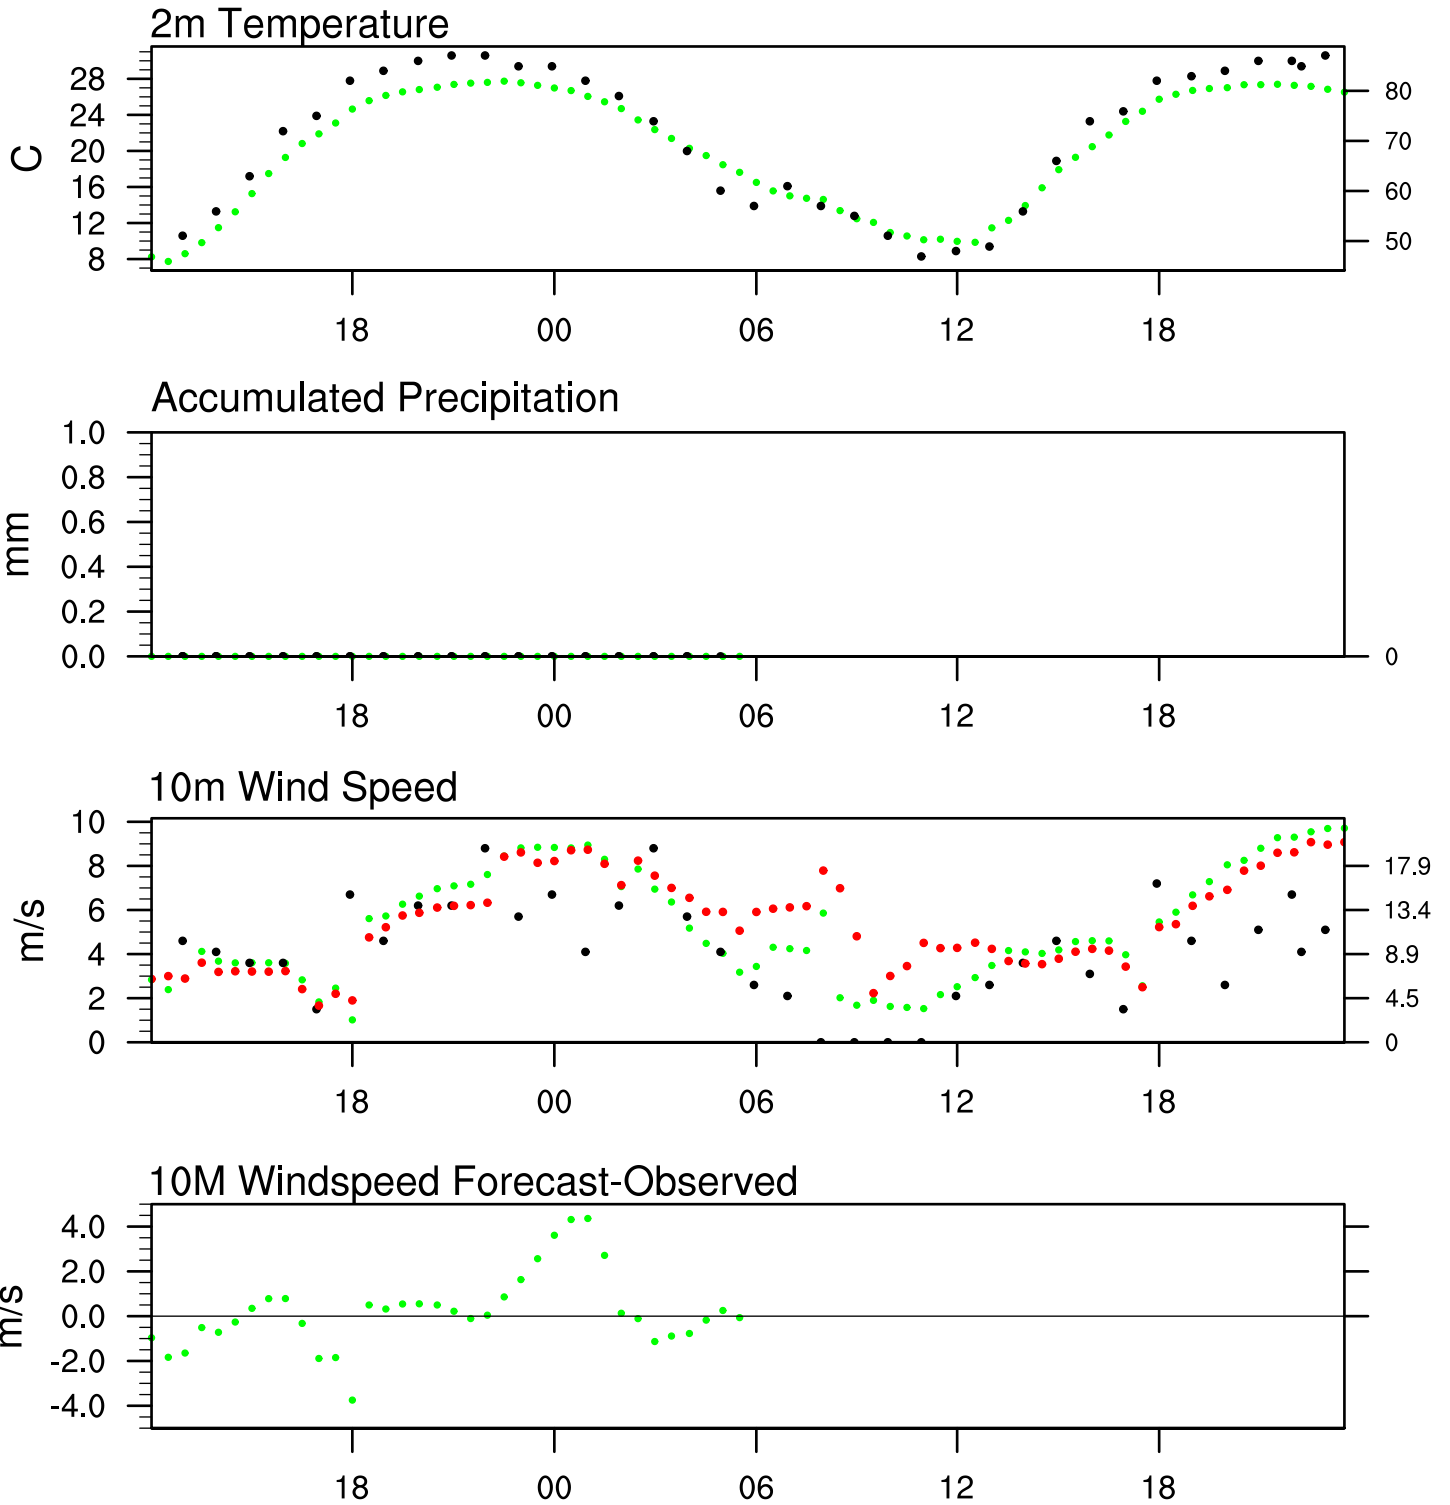 2m Temperature
C
28
24
20
16
12
8
80
70
60
50
18 00 06 12 18
Accumulated Precipitation
mm
1.0
0.8
0.6
0.4
0.2
0.0
0
18 00 06 12 18
10m Wind Speed
m/s
10
8
6
4
2
0
17.9
13.4
8.9
4.5
0
18 00 06 12 18
10M Windspeed Forecast-Observed
m/s
4.0
2.0
0.0
-2.0
-4.0
18 00 06 12 18